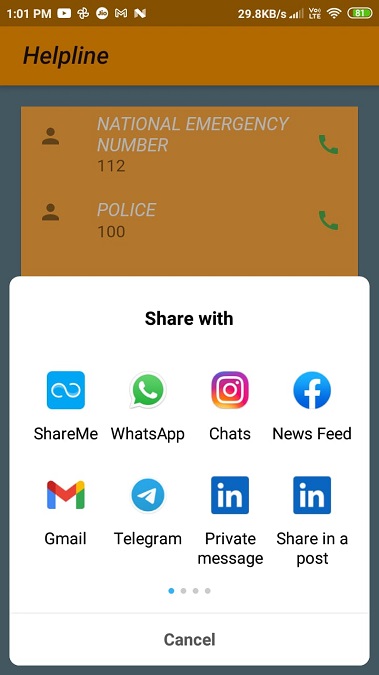 1:01 PM 29.8KB/s Vo) LTE 81
Helpline
NATIONAL EMERGENCY
NUMBER
112
POLICE
100
Share with
ShareMe WhatsApp Chats News Feed
Gmail Telegram Private message Share in a post
Cancel